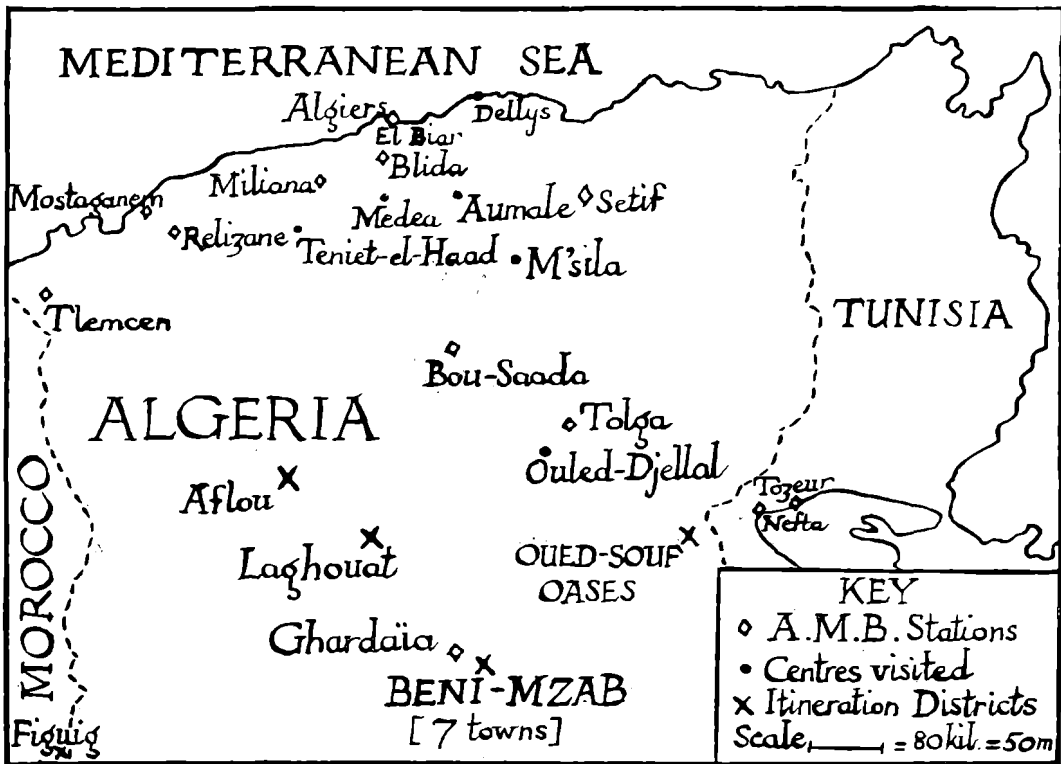 MEDITERRANEAN SEA
Algiers
Dellys
El Biar
Blida
Miliana
Mostaganem
Medea
Aumale
Setif
Relizane
Teniet-el-Haad
M'sila
Tlemcen
TUNISIA
Bou-Saada
ALGERIA
Tolga
Ouled-Djellal
Aflou
Tozeur
Nefta
MOROCCO
Laghouat
OUED-SOUF
OASES
Ghardaïa
BENI-MZAB
[ 7 towns ]
Figuig
KEY
A.M.B. Stations
Centres visited
Itineration Districts
Scale = 80 kil. = 50 m